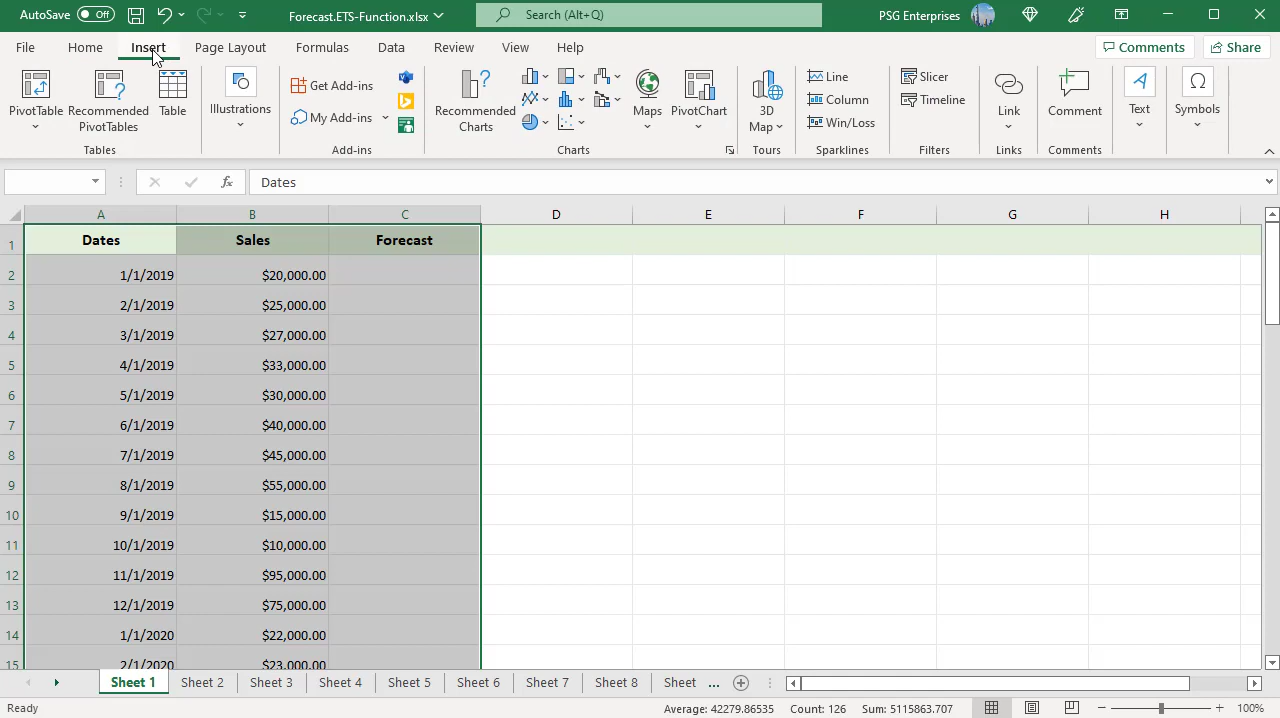 AutoSave Off Forecast.ETS-Function.xlsx Search (Alt+Q) PSG Enterprises
File Home Insert Page Layout Formulas Data Review View Help Comments Share
PivotTable Recommended PivotTables Table Illustrations Get Add-ins My Add-ins Recommended Charts Maps PivotChart 3D Map Line Column Win/Loss Slicer Timeline Link Comment Text Symbols
Tables Add-ins Charts Tours Sparklines Filters Links Comments
fx Dates
A B C D E F G H
1 Dates Sales Forecast
2 1/1/2019 $20,000.00
3 2/1/2019 $25,000.00
4 3/1/2019 $27,000.00
5 4/1/2019 $33,000.00
6 5/1/2019 $30,000.00
7 6/1/2019 $40,000.00
8 7/1/2019 $45,000.00
9 8/1/2019 $55,000.00
10 9/1/2019 $15,000.00
11 10/1/2019 $10,000.00
12 11/1/2019 $95,000.00
13 12/1/2019 $75,000.00
14 1/1/2020 $22,000.00
15 2/1/2020 $23,000.00
Sheet 1 Sheet 2 Sheet 3 Sheet 4 Sheet 5 Sheet 6 Sheet 7 Sheet 8 Sheet ...
Ready Average: 42279.86535 Count: 126 Sum: 5115863.707 100%